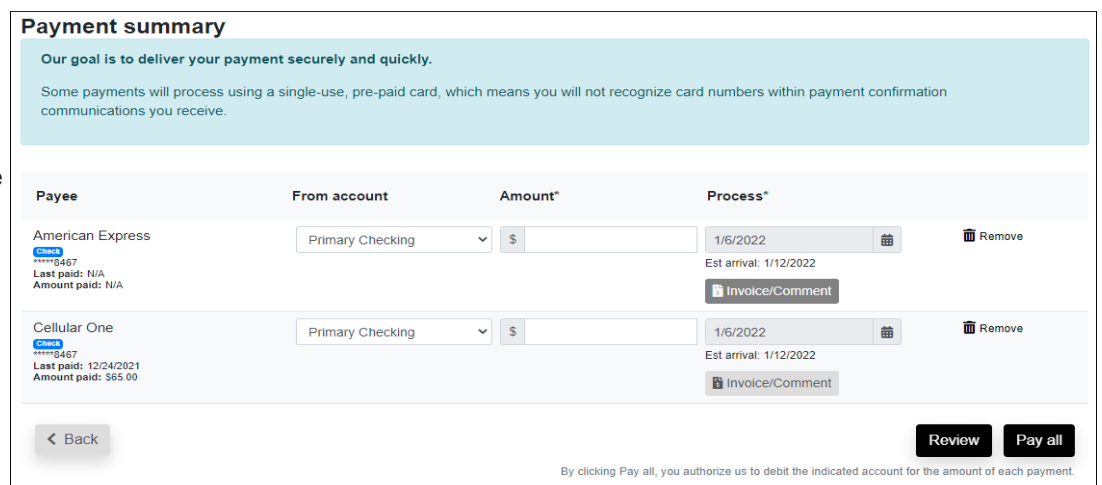 Payment summary
Our goal is to deliver your payment securely and quickly.
Some payments will process using a single-use, pre-paid card, which means you will not recognize card numbers within payment confirmation
communications you receive.
e
Payee From account Amount* Process*
American Express Primary Checking $ 1/6/2022 Remove
Check
*****8467 Est arrival: 1/12/2022
Last paid: N/A
Amount paid: N/A Invoice/Comment
Cellular One Primary Checking $ 1/6/2022 Remove
Check
*****8467 Est arrival: 1/12/2022
Last paid: 12/24/2021
Amount paid: $65.00 Invoice/Comment
Back Review Pay all
By clicking Pay all, you authorize us to debit the indicated account for the amount of each payment.